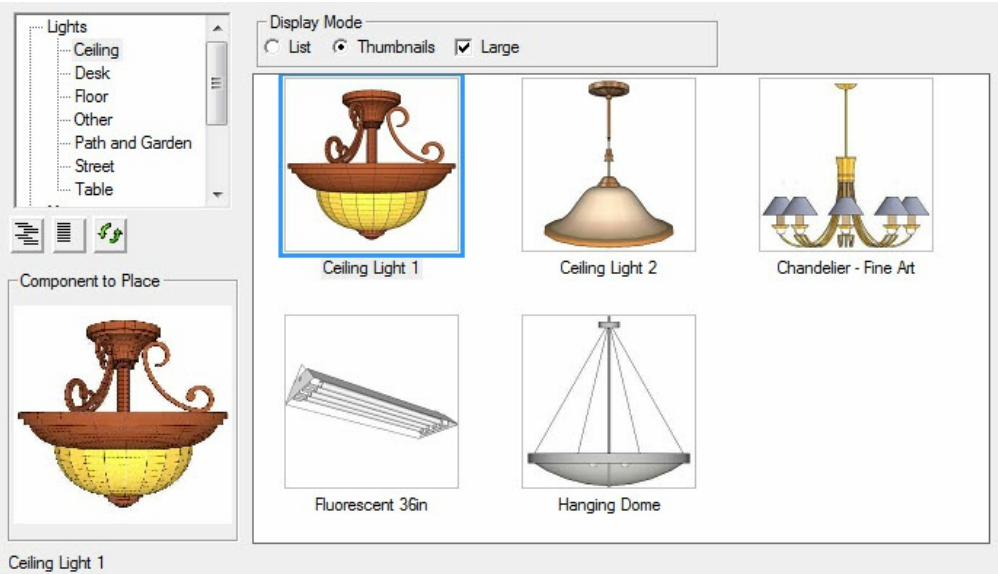 Lights
Ceiling
Desk
Floor
Other
Path and Garden
Street
Table
Display Mode
List Thumbnails Large
Ceiling Light 1 Ceiling Light 2 Chandelier - Fine Art
Fluorescent 36in Hanging Dome
Component to Place
Ceiling Light 1